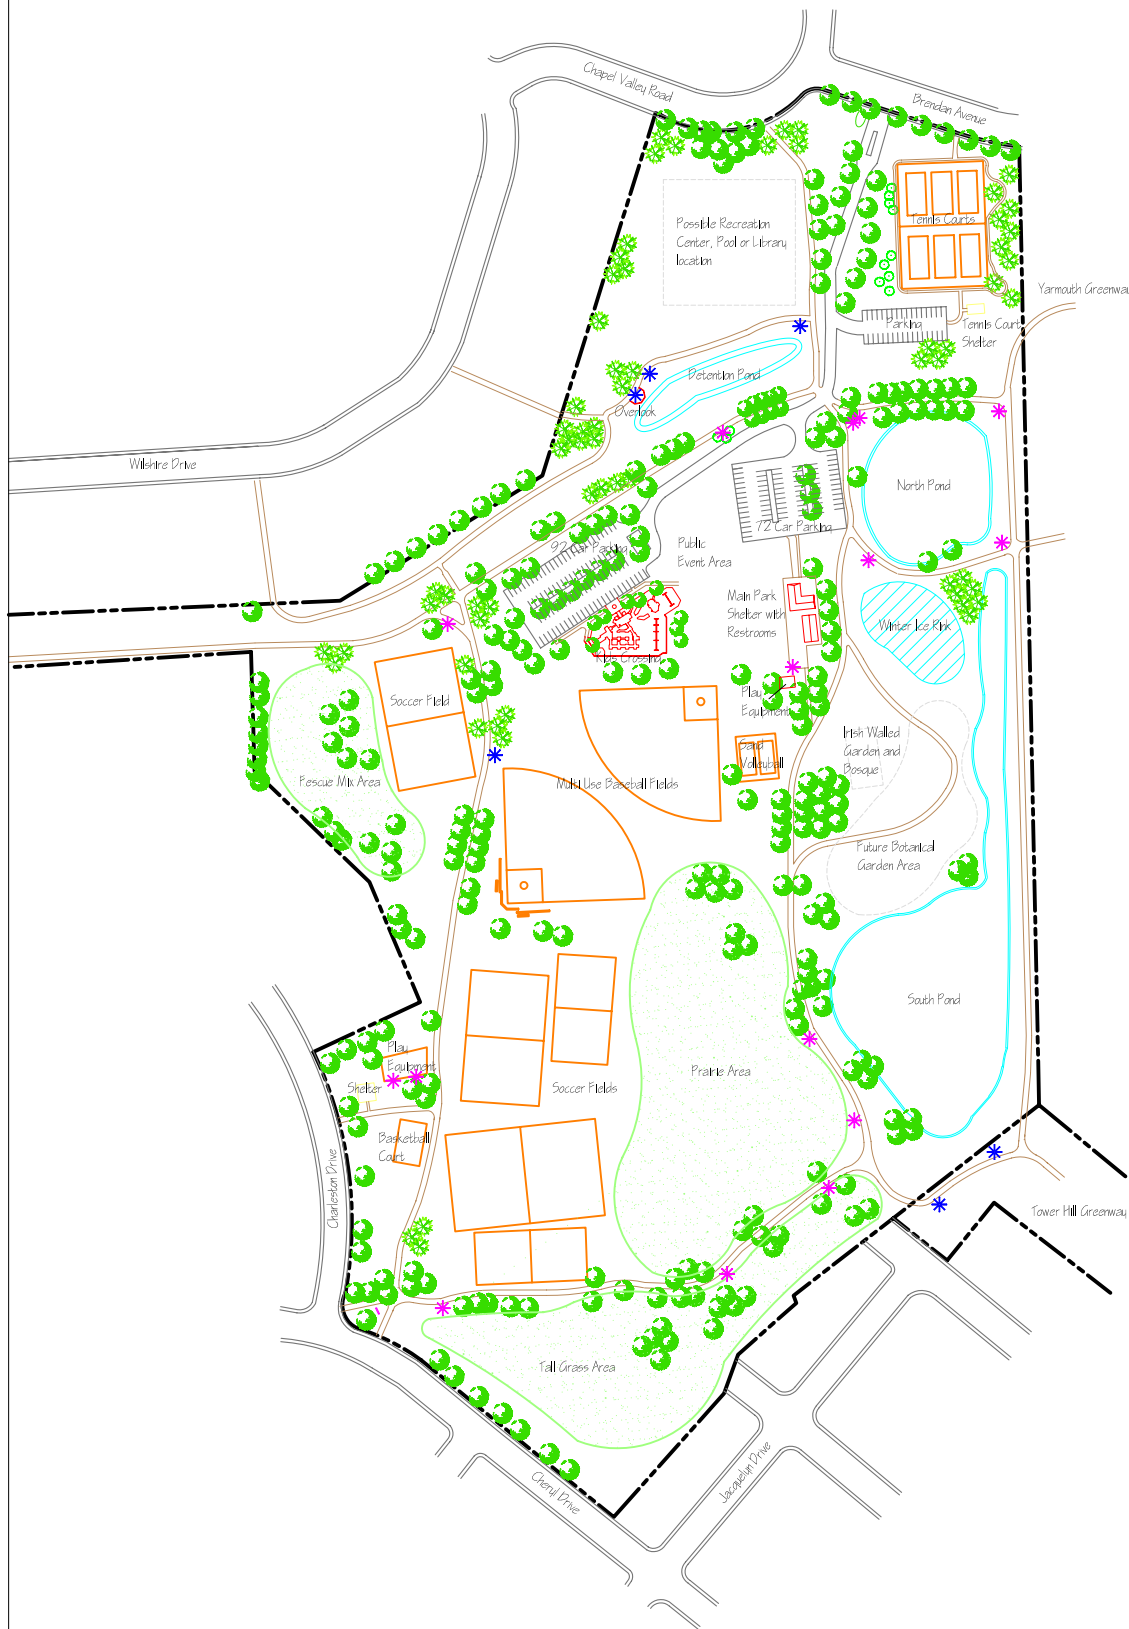 Chapel Valley Road
Brendan Avenue
Possible Recreation
Center, Pool or Library
location
Tennis Courts
Yarmouth Greenway
Parking
Tennis Court
Shelter
Detention Pond
Overlook
Wilshire Drive
North Pond
72 Car Parking
92 Car Parking
Public
Event Area
Main Park
Shelter with
Restrooms
Winter Ice Rink
Kids Crossing
Soccer Field
Play
Equipment
Irish Walled
Garden and
Bosque
Sand
Volleyball
Fescue Mix Area
Multi Use Baseball Fields
Future Botanical
Garden Area
South Pond
Play
Equipment
Shelter
Soccer Fields
Prairie Area
Basketball
Court
Charleston Drive
Tower Hill Greenway
Tall Grass Area
Cheryl Drive
Jacquelyn Drive